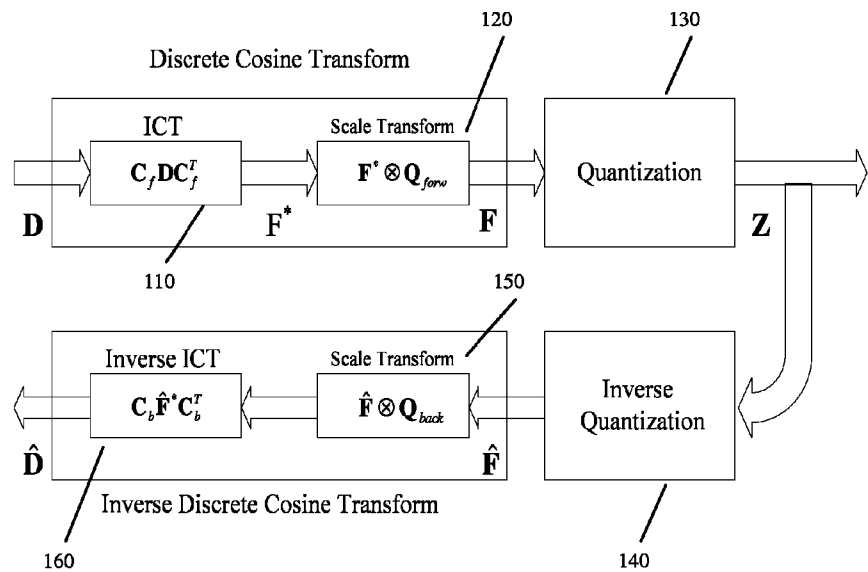 120
130
Discrete Cosine Transform
ICT
Scale Transform
C_f D C_f^T
F* ⊗ Q_forw
Quantization
D
F*
F
Z
110
150
Inverse ICT
Scale Transform
Inverse
Quantization
C_b F̂* C_b^T
F̂ ⊗ Q_back
D̂
F̂
Inverse Discrete Cosine Transform
160
140